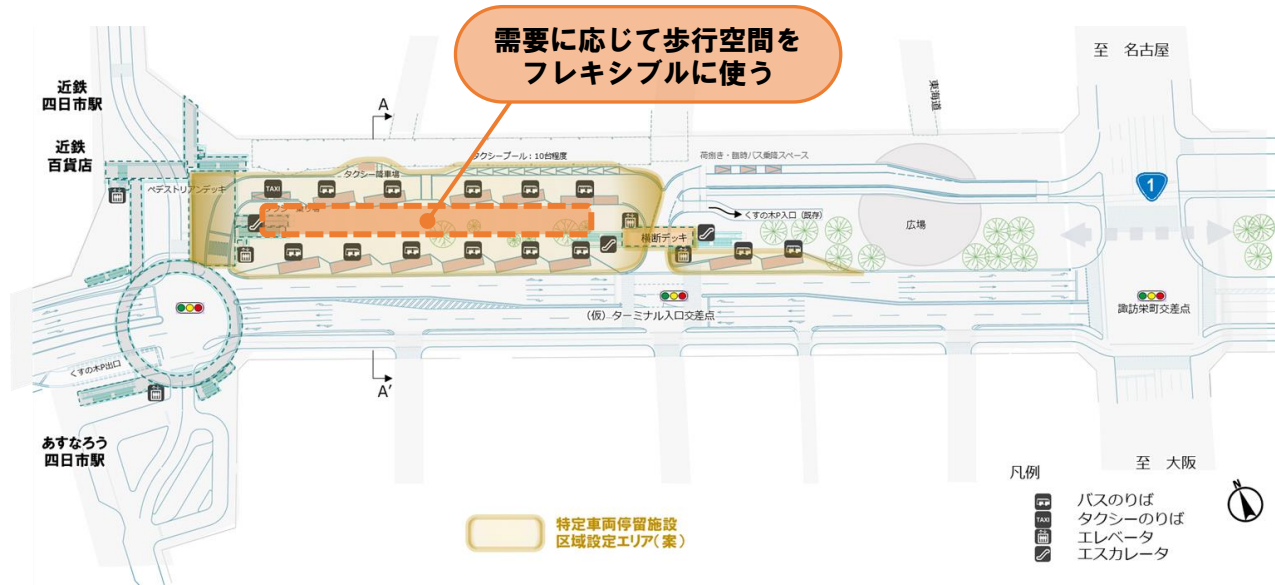 需要に応じて歩行空間を
フレキシブルに使う
至 名古屋
近鉄
四日市駅
近鉄
百貨店
A
東海道
タクシープール:10台程度
荷捌き・臨時バス乗降スペース
タクシー降車場
ペデストリアンデッキ
TAXI
1
くすの木P入口(既存)
広場
横断デッキ
(仮)ターミナル入口交差点
諏訪栄町交差点
くすの木P出口
A'
あすなろう
四日市駅
至 大阪
凡例
N
バスのりば
TAXI
タクシーのりば
エレベータ
エスカレータ
特定車両停留施設
区域設定エリア(案)